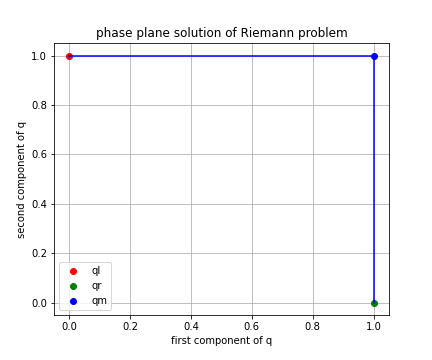 phase plane solution of Riemann problem
1.0
0.8
0.6
0.4
0.2
0.0
second component of q
ql
qr
qm
0.0 0.2 0.4 0.6 0.8 1.0
first component of q